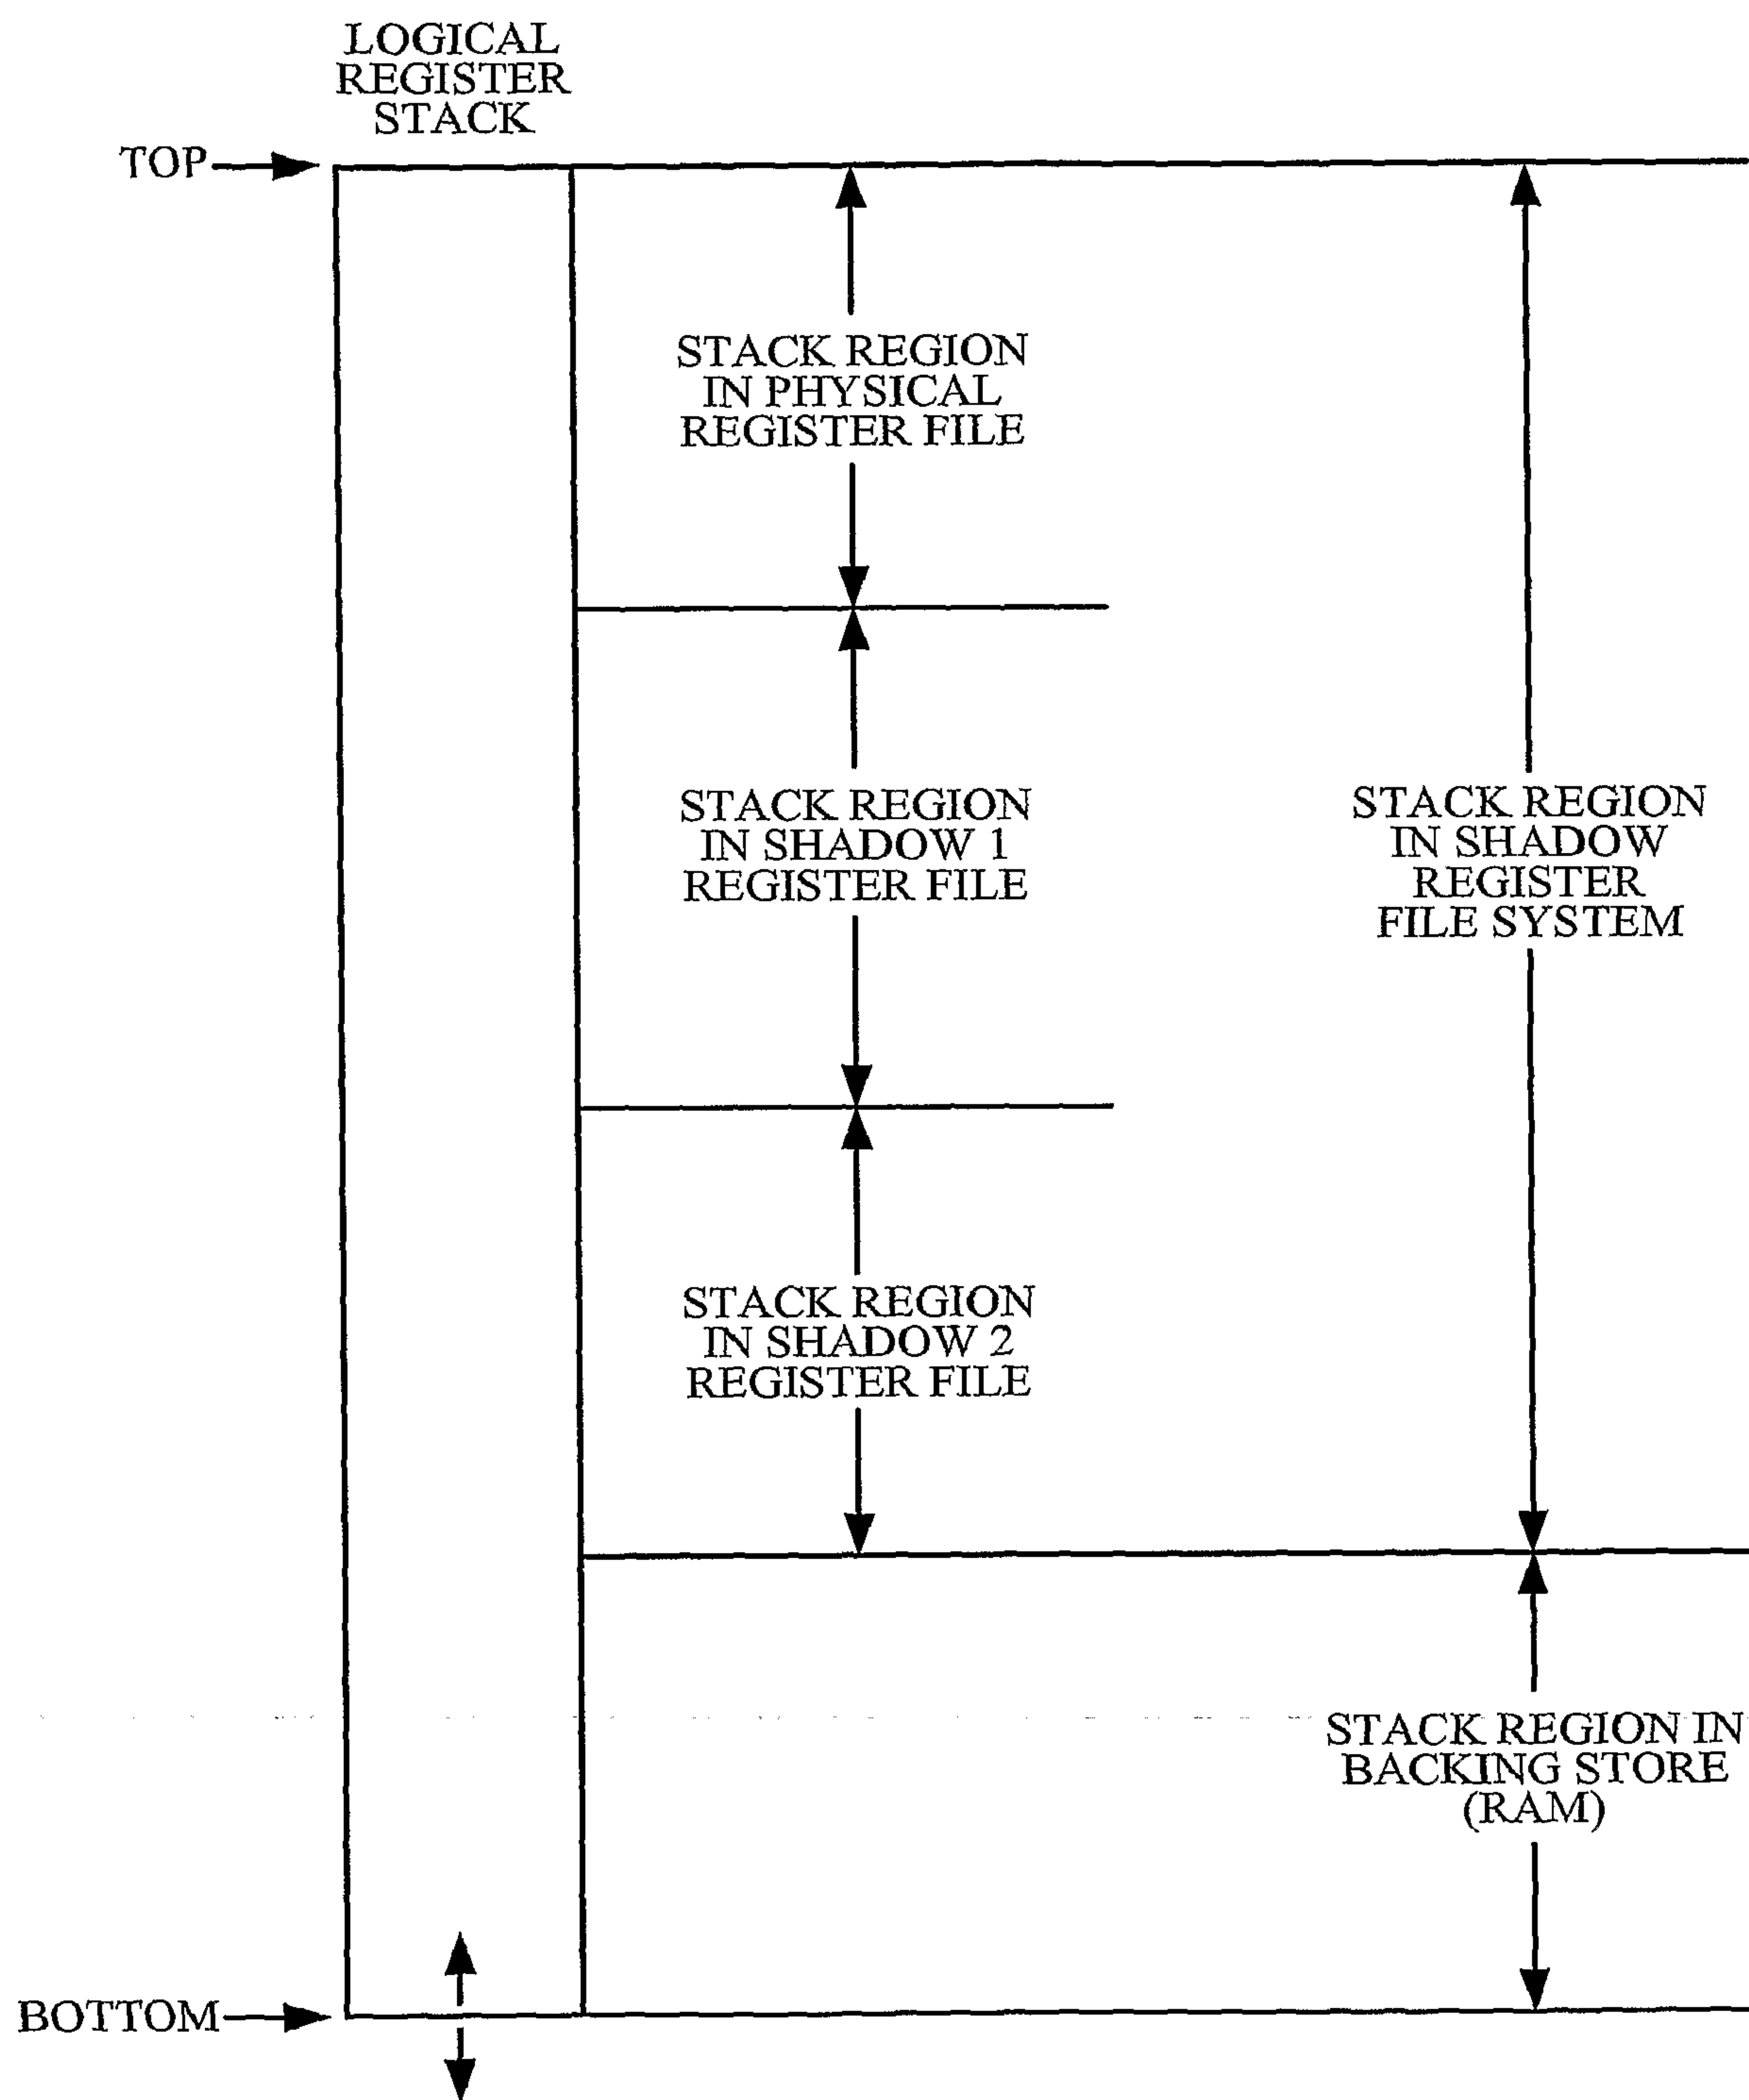 LOGICAL
REGISTER
STACK
TOP
STACK REGION
IN PHYSICAL
REGISTER FILE
STACK REGION
IN SHADOW 1
REGISTER FILE
STACK REGION
IN SHADOW
REGISTER
FILE SYSTEM
STACK REGION
IN SHADOW 2
REGISTER FILE
STACK REGION IN
BACKING STORE
(RAM)
BOTTOM